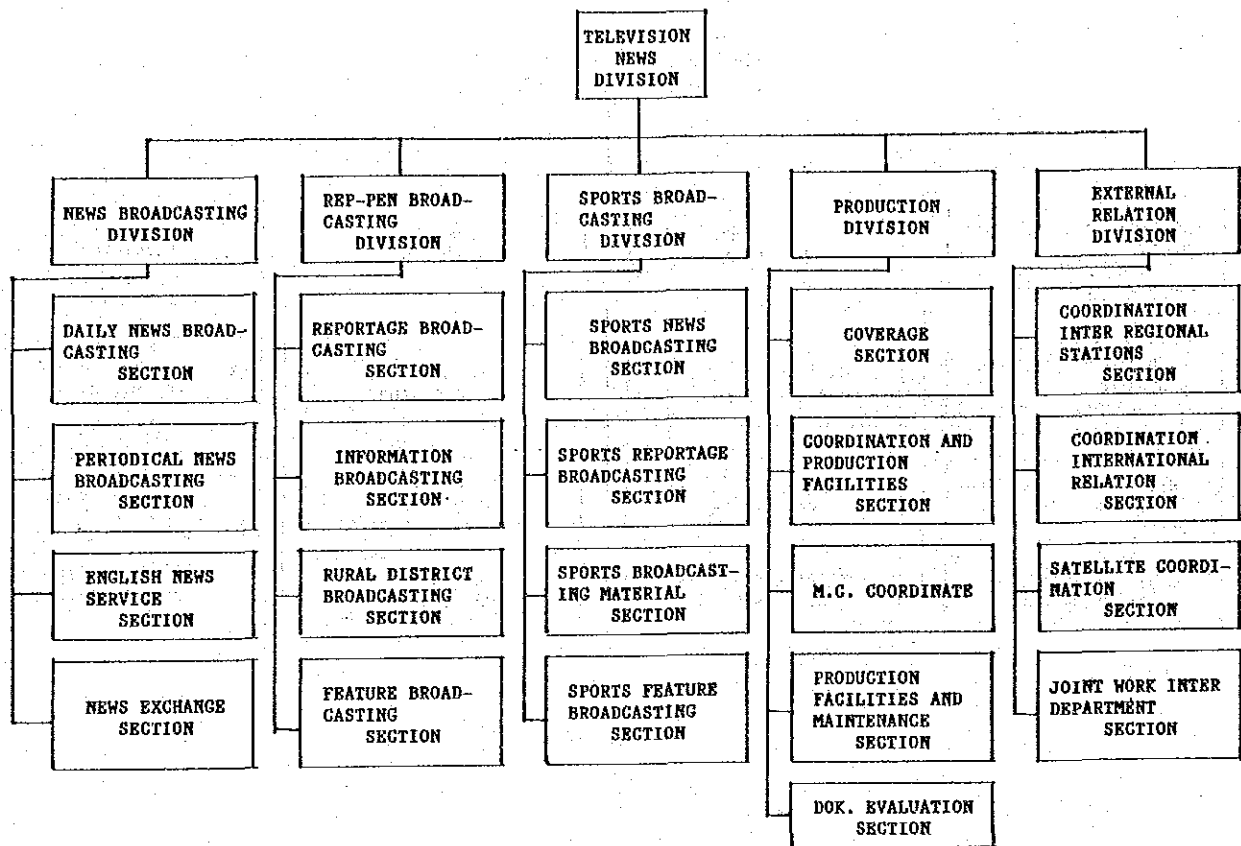 TELEVISION
NEWS
DIVISION
NEWS BROADCASTING
DIVISION
REP-PEN BROAD-
CASTING
DIVISION
SPORTS BROAD-
CASTING
DIVISION
PRODUCTION
DIVISION
EXTERNAL
RELATION
DIVISION
DAILY NEWS BROAD-
CASTING
SECTION
PERIODICAL NEWS
BROADCASTING
SECTION
ENGLISH NEWS
SERVICE
SECTION
NEWS EXCHANGE
SECTION
REPORTAGE BROAD-
CASTING
SECTION
INFORMATION
BROADCASTING
SECTION
RURAL DISTRICT
BROADCASTING
SECTION
FEATURE BROAD-
CASTING
SECTION
SPORTS NEWS
BROADCASTING
SECTION
SPORTS REPORTAGE
BROADCASTING
SECTION
SPORTS BROADCAST-
ING MATERIAL
SECTION
SPORTS FEATURE
BROADCASTING
SECTION
COVERAGE
SECTION
COORDINATION AND
PRODUCTION
FACILITIES
SECTION
M.C. COORDINATE
PRODUCTION
FACILITIES AND
MAINTENANCE
SECTION
DOK. EVALUATION
SECTION
COORDINATION
INTER REGIONAL
STATIONS
SECTION
COORDINATION
INTERNATIONAL
RELATION
SECTION
SATELLITE COORDI-
NATION
SECTION
JOINT WORK INTER
DEPARTMENT
SECTION